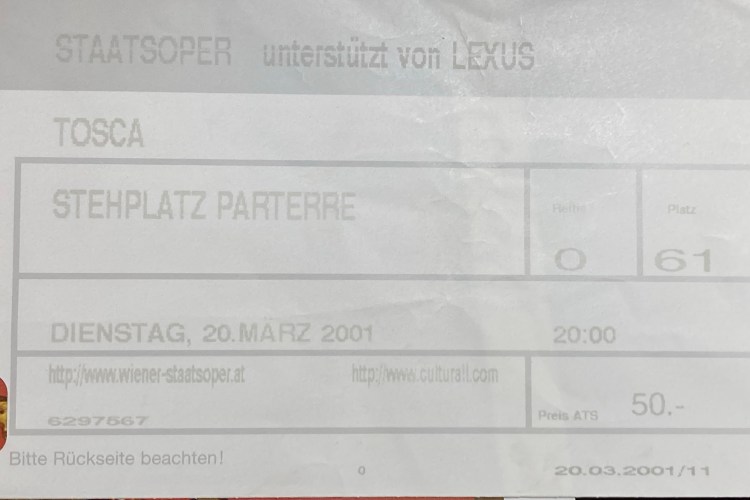 STAATSOPER unterstützt von LEXUS
TOSCA
STEHPLATZ PARTERRE
Reihe Platz
0 61
DIENSTAG, 20.MÄRZ 2001 20:00
http://www.wiener-staatsoper.at http://www.culturall.com
6297567 Preis ATS 50.-
Bitte Rückseite beachten!
0 20.03.2001/11